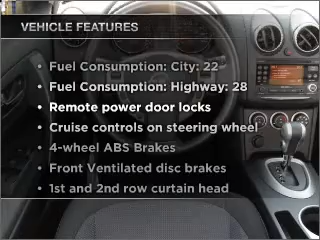 VEHICLE FEATURES
• Fuel Consumption: City: 22
• Fuel Consumption: Highway: 28
• Remote power door locks
• Cruise controls on steering wheel
• 4-wheel ABS Brakes
• Front Ventilated disc brakes
• 1st and 2nd row curtain head